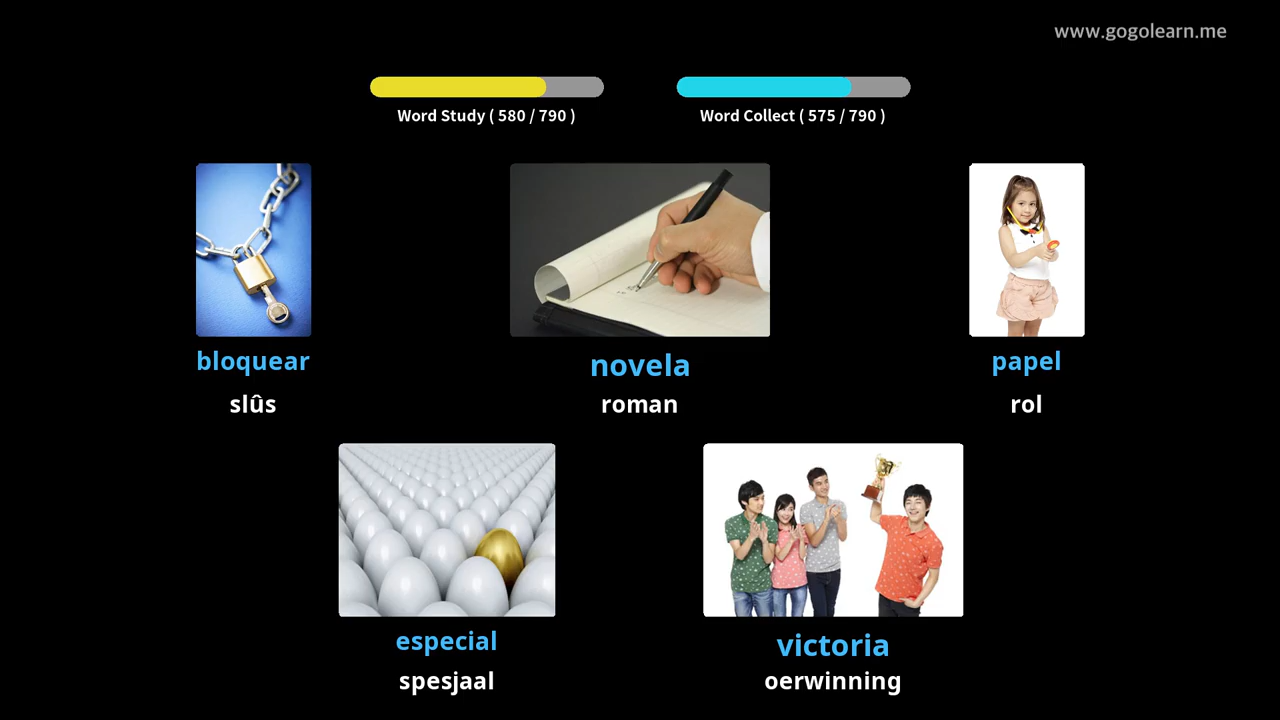 www.gogolearn.me
Word Study ( 580 / 790 )
Word Collect ( 575 / 790 )
bloquear
slûs
novela
roman
papel
rol
especial
spesjaal
victoria
oerwinning